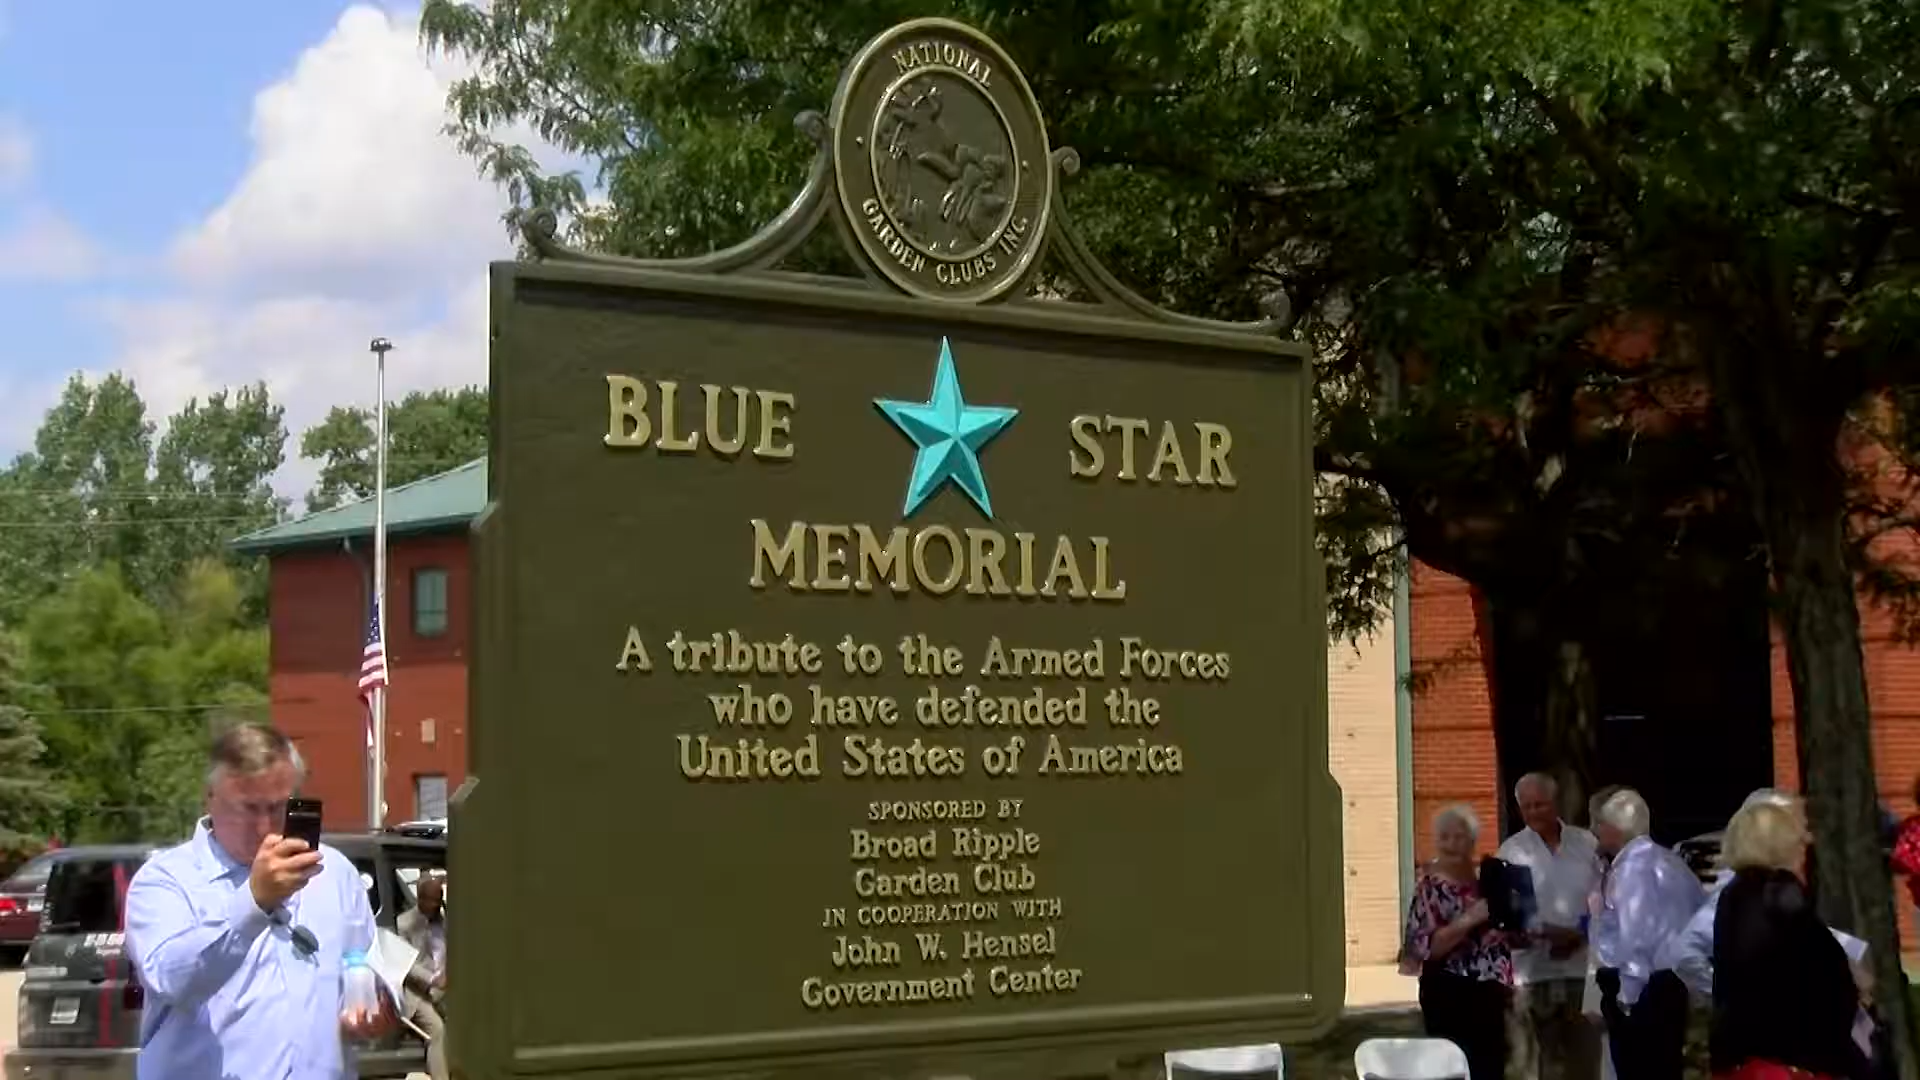 NATIONAL
GARDEN CLUBS INC.
BLUE STAR
MEMORIAL
A tribute to the Armed Forces
who have defended the
United States of America
SPONSORED BY
Broad Ripple
Garden Club
IN COOPERATION WITH
John W. Hensel
Government Center